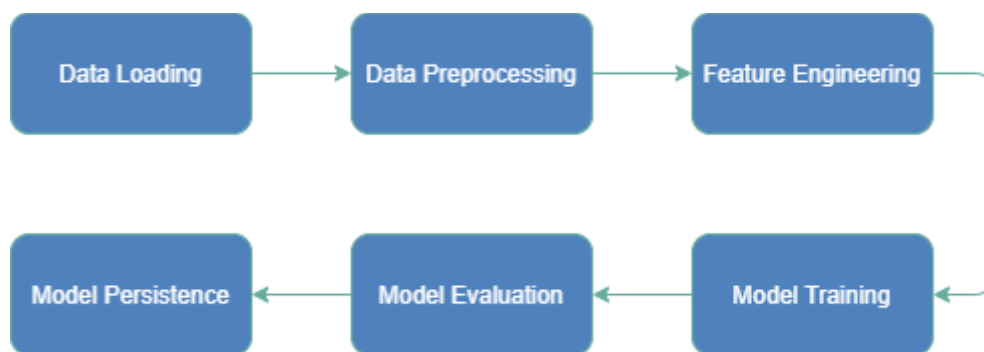 Data Loading
Data Preprocessing
Feature Engineering
Model Training
Model Evaluation
Model Persistence